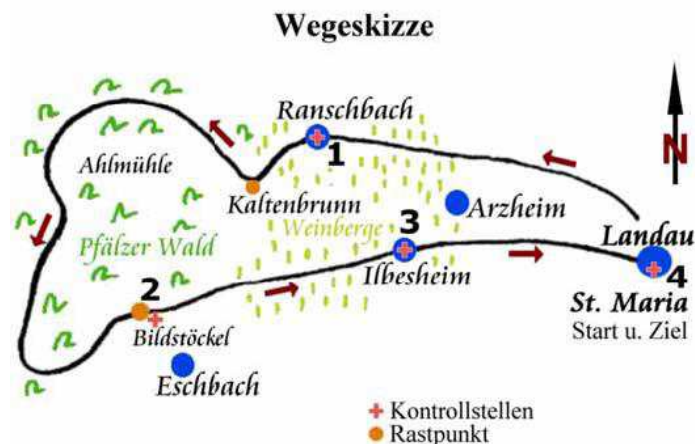 Wegeskizze
Ranschbach
1
N
Ahlmühle
Kaltenbrunn
Arzheim
Pfälzer Wald
Weinberge
3
Landau
Ilbesheim
4
2
St. Maria
Bildstöckel
Start u. Ziel
Eschbach
Kontrollstellen
Rastpunkt